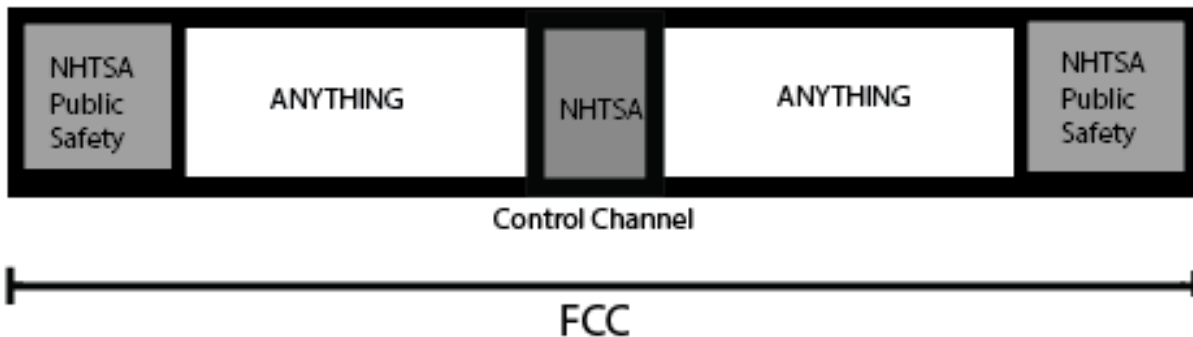 NHTSA
Public
Safety
ANYTHING
NHTSA
ANYTHING
NHTSA
Public
Safety
Control Channel
FCC